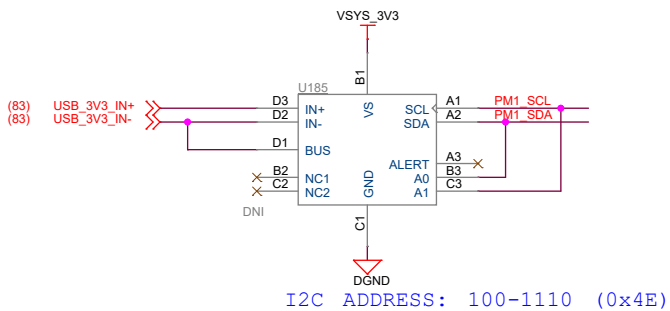 VSYS_3V3
B1
U185
(83) USB_3V3_IN+ D3 IN+ VS SCL A1 PM1_SCL
(83) USB_3V3_IN- D2 IN- SDA A2 PM1_SDA
D1 BUS
ALERT A3
B2 NC1 A0 B3
C2 NC2 GND A1 C3
DNI
C1
DGND
I2C ADDRESS: 100-1110 (0x4E)